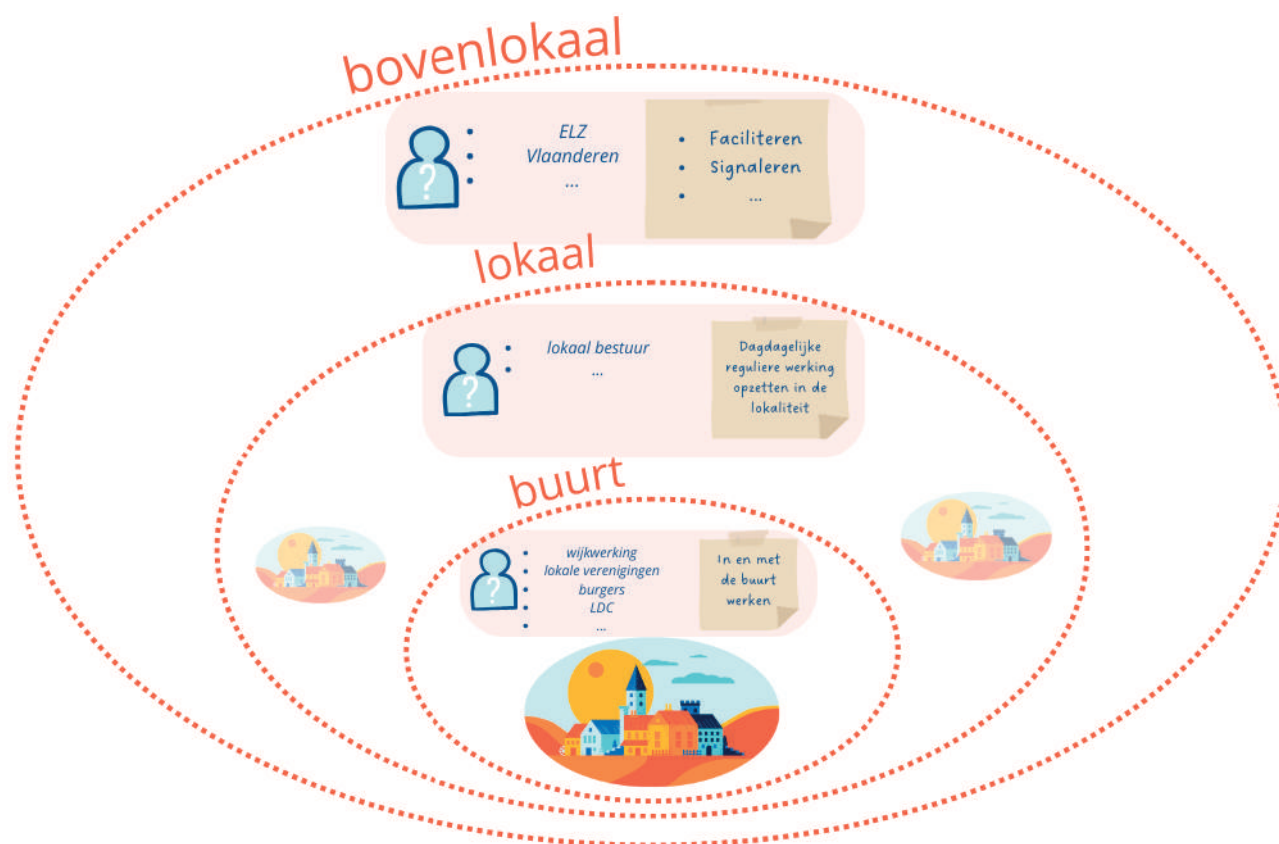 bovenlokaal
• ELZ
• Vlaanderen
• ...
• Faciliteren
• Signaleren
• ...
?
lokaal
• lokaal bestuur
• ...
Dagdagelijke
reguliere werking
opzetten in de
lokaliteit
?
buurt
• wijkwerking
• lokale verenigingen
• burgers
• LDC
• ...
In en met
de buurt
werken
?